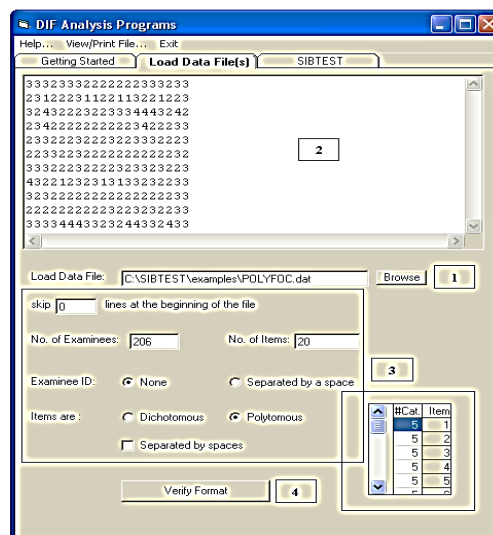 DIF Analysis Programs
Help... View/Print File... Exit
Getting Started Load Data File(s) SIBTEST
33323332222222333233
23122231122113221223
32432223223334443242
23422222222223422233
23322232223223332223
22332232222222222232
33222232222323323223
43221232313133232233
32322222222222222233
22222222223223232233
33334443323244332433
2
Load Data File: C:\SIBTEST\examples\POLYFOC.dat Browse 1
skip 0 lines at the beginning of the file
No. of Examinees: 206 No. of Items: 20
3
Examinee ID: None Separated by a space
Items are : Dichotomous Polytomous
Separated by spaces
#Cat. Item
5 1
5 2
5 3
5 4
5 5
Verify Format 4